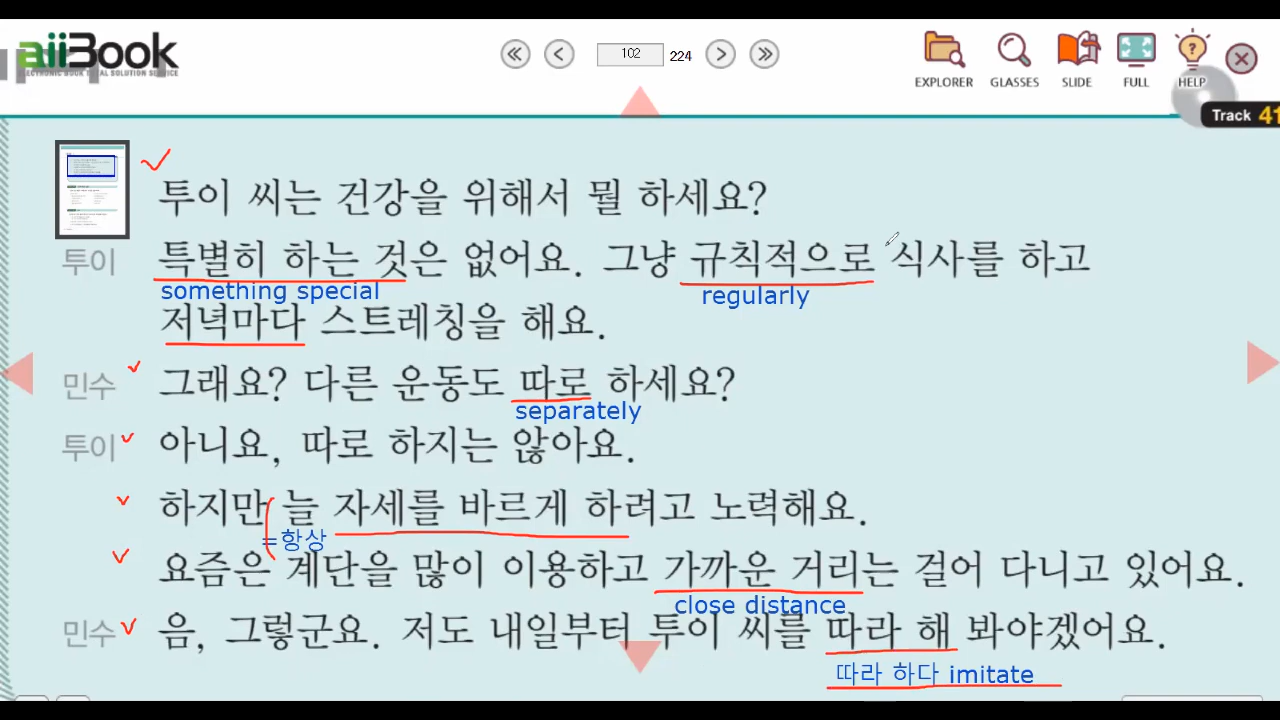 aiiBook
ELECTRONIC BOOK TOTAL SOLUTION SERVICE
102 224
EXPLORER GLASSES SLIDE FULL HELP
Track 41
투이 씨는 건강을 위해서 뭘 하세요?
투이 특별히 하는 것은 없어요. 그냥 규칙적으로 식사를 하고
something special regularly
저녁마다 스트레칭을 해요.
민수 그래요? 다른 운동도 따로 하세요?
separately
투이 아니요, 따로 하지는 않아요.
하지만 늘 자세를 바르게 하려고 노력해요.
=항상
요즘은 계단을 많이 이용하고 가까운 거리는 걸어 다니고 있어요.
close distance
민수 음, 그렇군요. 저도 내일부터 투이 씨를 따라 해 봐야겠어요.
따라 하다 imitate